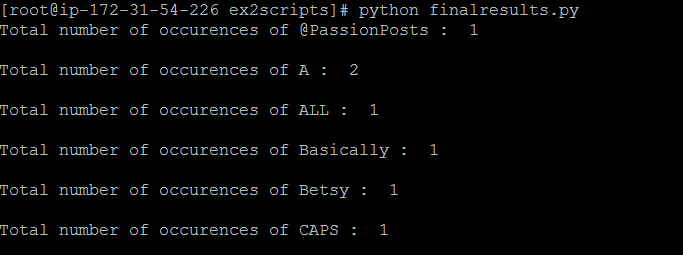 [root@ip-172-31-54-226 ex2scripts]# python finalresults.py
Total number of occurences of @PassionPosts :  1
Total number of occurences of A :  2
Total number of occurences of ALL :  1
Total number of occurences of Basically :  1
Total number of occurences of Betsy :  1
Total number of occurences of CAPS :  1